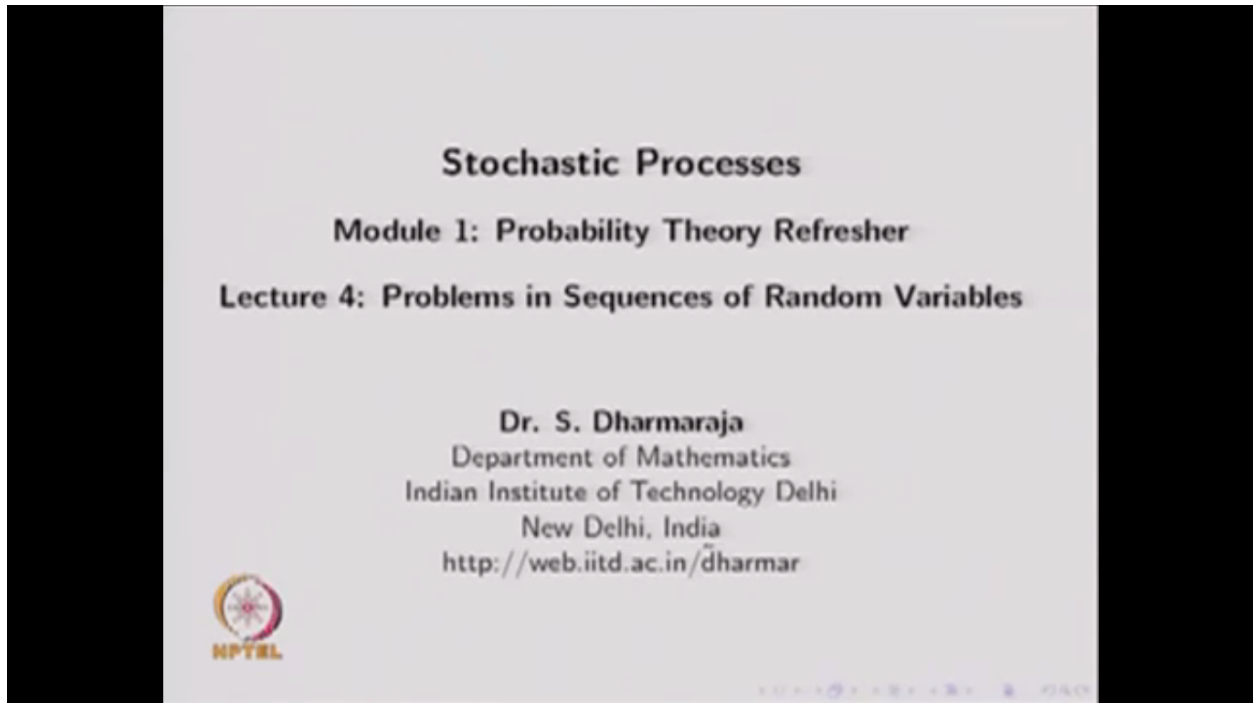 Stochastic Processes
Module 1: Probability Theory Refresher
Lecture 4: Problems in Sequences of Random Variables
Dr. S. Dharmaraja
Department of Mathematics
Indian Institute of Technology Delhi
New Delhi, India
http://web.iitd.ac.in/~dharmar
NPTEL